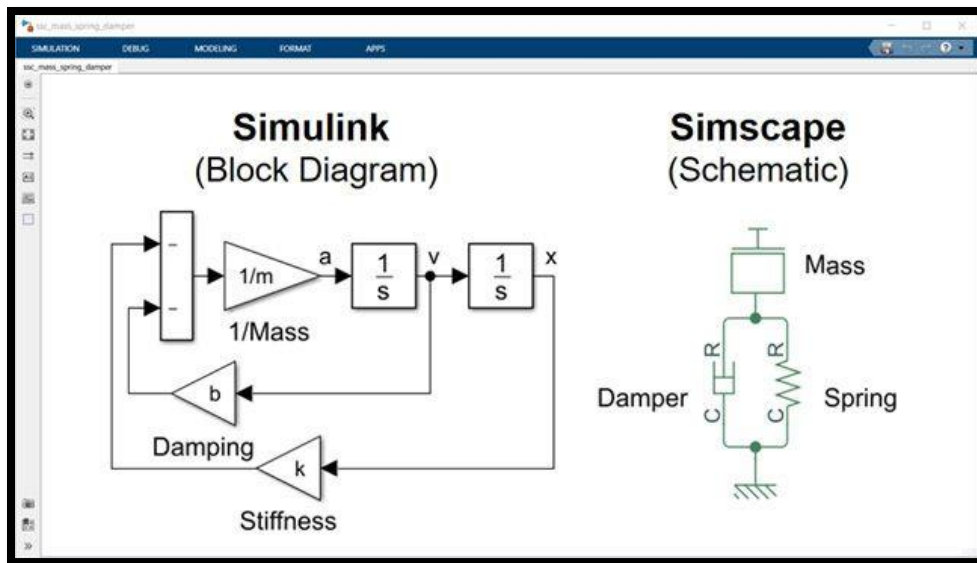 ssc_mass_spring_damper
SIMULATION DEBUG MODELING FORMAT APPS
ssc_mass_spring_damper
Simulink
(Block Diagram)
Simscape
(Schematic)
−
−
1/m
a
1
s
v
1
s
x
1/Mass
b
Damping
k
Stiffness
Mass
R
R
Damper
Spring
C
C